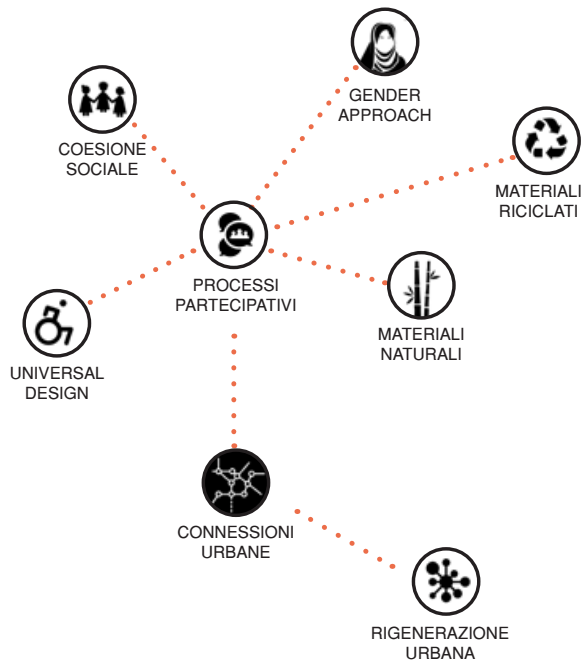 GENDER
APPROACH
COESIONE
SOCIALE
MATERIALI
RICICLATI
PROCESSI
PARTECIPATIVI
MATERIALI
NATURALI
UNIVERSAL
DESIGN
CONNESSIONI
URBANE
RIGENERAZIONE
URBANA